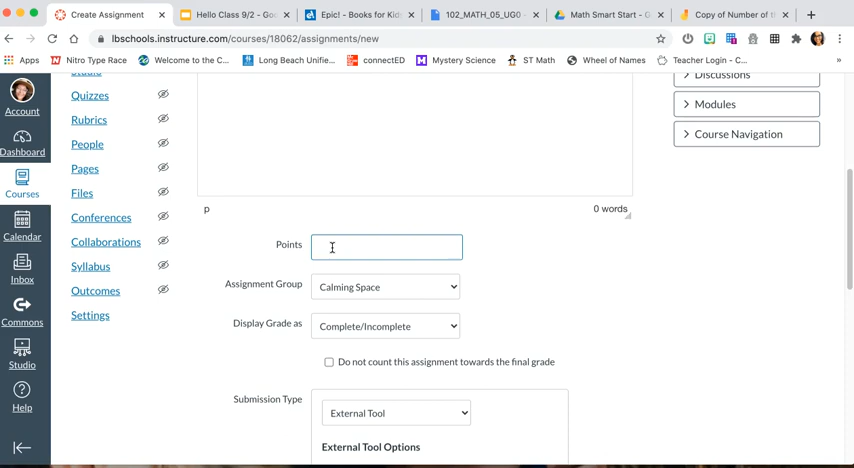 Create Assignment
Hello Class 9/2 - Goo
Epic! - Books for Kids
102_MATH_05_UG0 -
Math Smart Start - G
Copy of Number of th
lbschools.instructure.com/courses/18062/assignments/new
Apps
Nitro Type Race
Welcome to the C...
Long Beach Unifie...
connectED
Mystery Science
ST Math
Wheel of Names
Teacher Login - C...
»
Account
Dashboard
Courses
Calendar
Inbox
Commons
Studio
Help
Studio
Quizzes
Rubrics
People
Pages
Files
Conferences
Collaborations
Syllabus
Outcomes
Settings
p
0 words
Points
Assignment Group
Calming Space
Display Grade as
Complete/Incomplete
Do not count this assignment towards the final grade
Submission Type
External Tool
External Tool Options
Discussions
Modules
Course Navigation